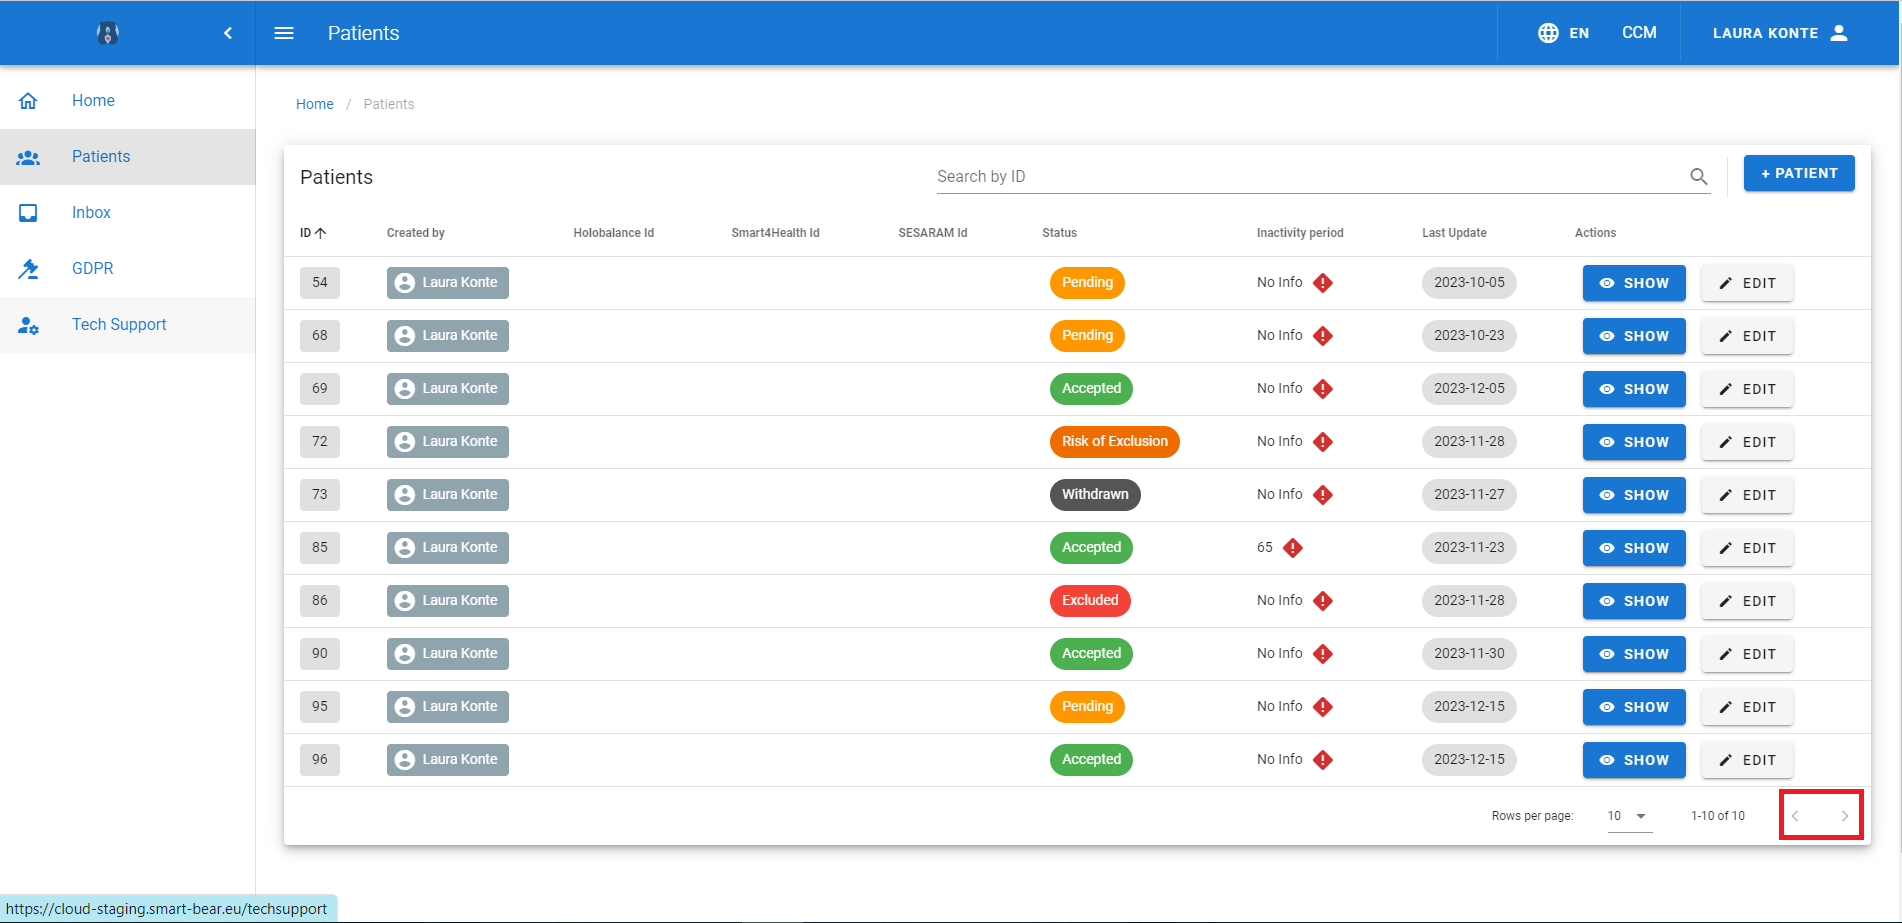 Patients
EN
CCM
LAURA KONTE
Home
Patients
Inbox
GDPR
Tech Support
Home / Patients
Patients
Search by ID
+ PATIENT
ID Created by Holobalance Id Smart4Health Id SESARAM Id Status Inactivity period Last Update Actions
54 Laura Konte Pending No Info 2023-10-05 SHOW EDIT
68 Laura Konte Pending No Info 2023-10-23 SHOW EDIT
69 Laura Konte Accepted No Info 2023-12-05 SHOW EDIT
72 Laura Konte Risk of Exclusion No Info 2023-11-28 SHOW EDIT
73 Laura Konte Withdrawn No Info 2023-11-27 SHOW EDIT
85 Laura Konte Accepted 65 2023-11-23 SHOW EDIT
86 Laura Konte Excluded No Info 2023-11-28 SHOW EDIT
90 Laura Konte Accepted No Info 2023-11-30 SHOW EDIT
95 Laura Konte Pending No Info 2023-12-15 SHOW EDIT
96 Laura Konte Accepted No Info 2023-12-15 SHOW EDIT
Rows per page: 10 1-10 of 10
https://cloud-staging.smart-bear.eu/techsupport